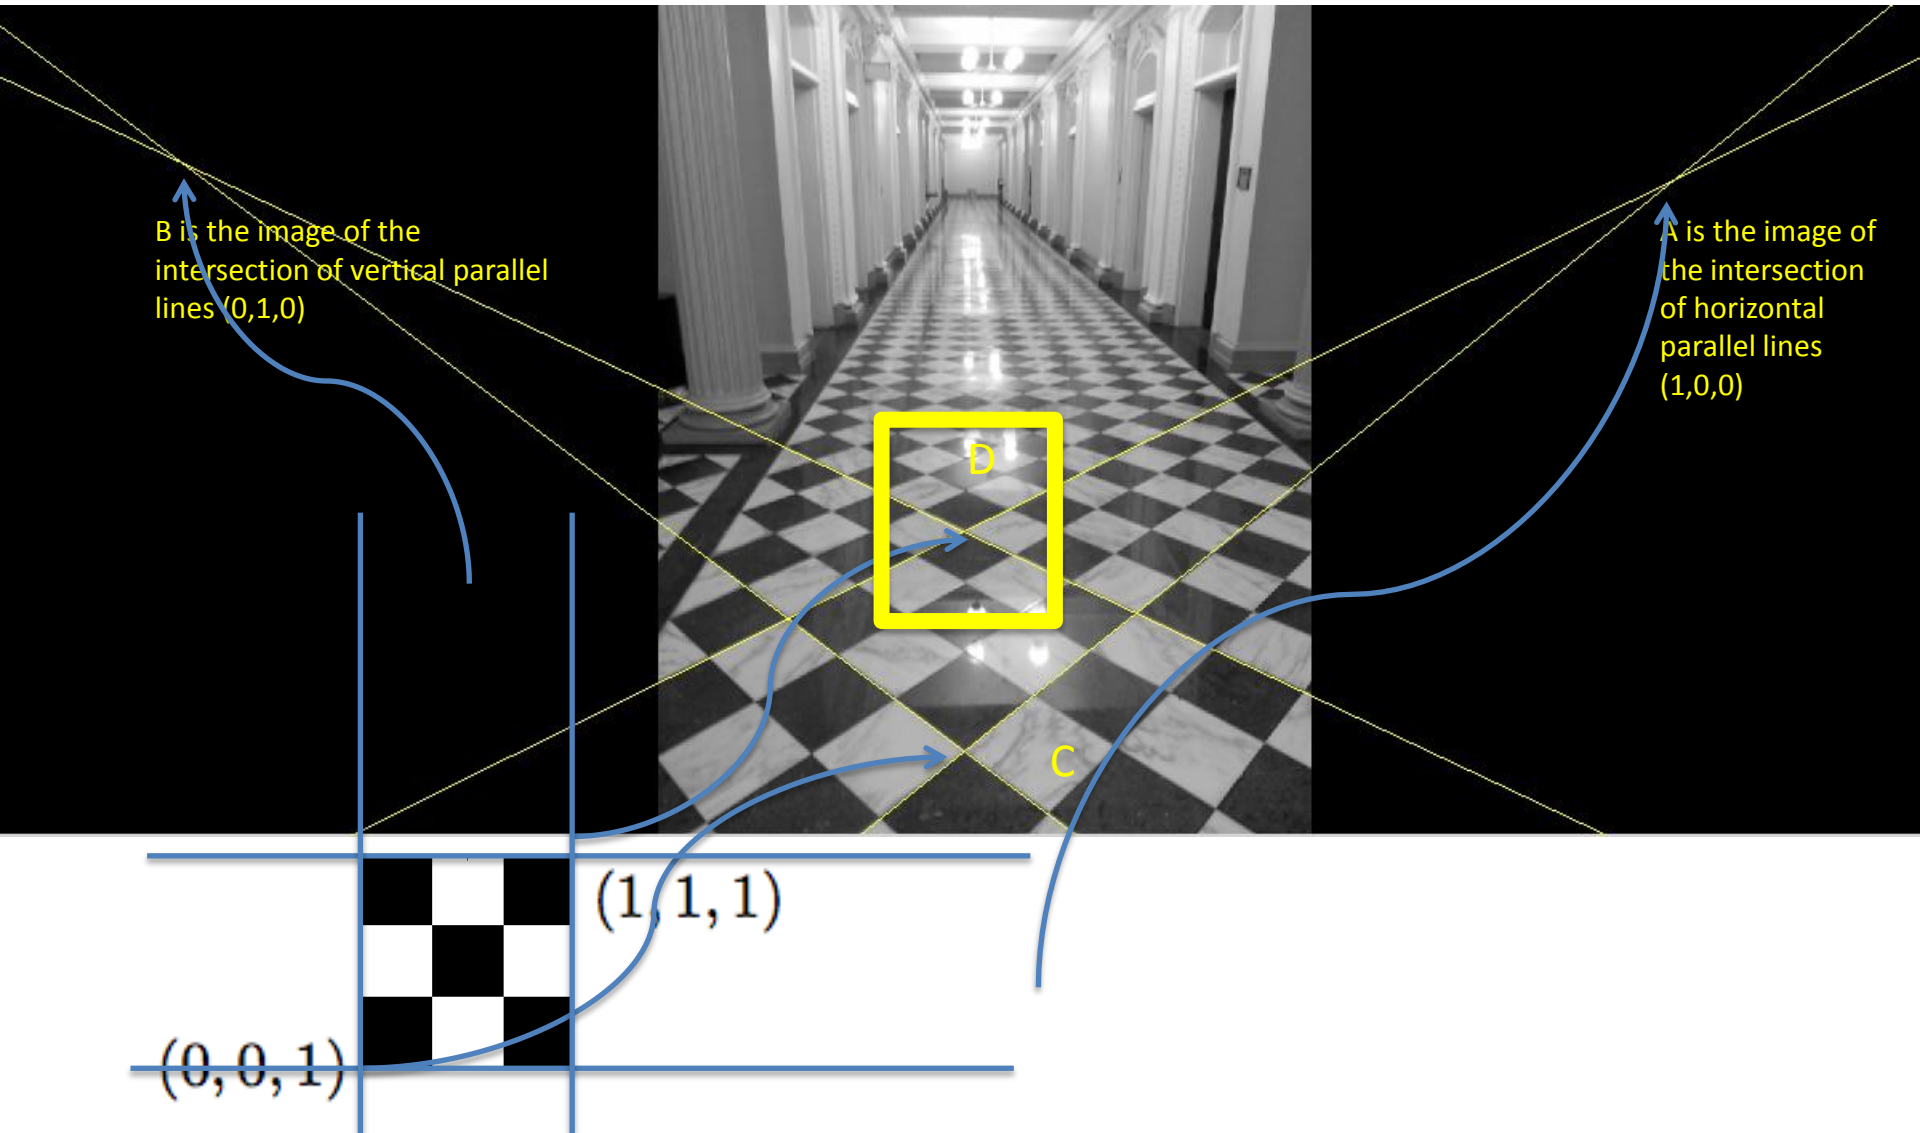 B is the image of the
intersection of vertical parallel
lines (0,1,0)
A is the image of
the intersection
of horizontal
parallel lines
(1,0,0)
D
C
(1, 1, 1)
(0, 0, 1)